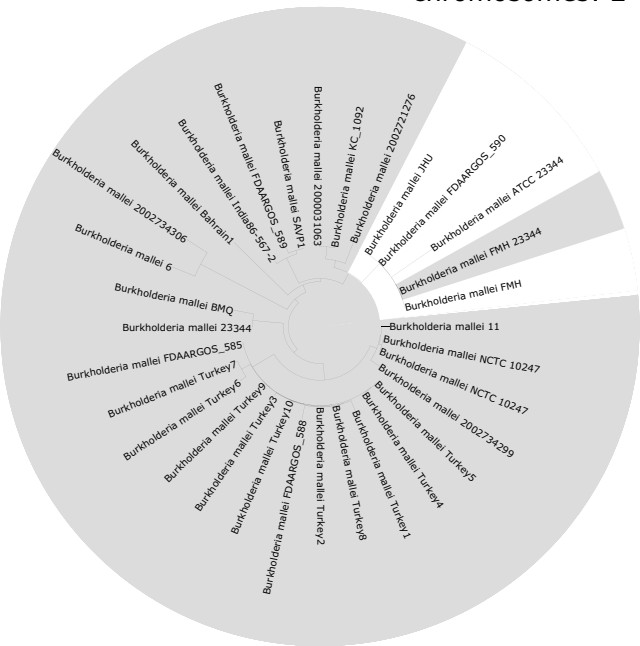 Burkholderia mallei 2002721276
Burkholderia mallei JHU
Burkholderia mallei FDAARGOS_590
Burkholderia mallei ATCC 23344
Burkholderia mallei FMH 23344
Burkholderia mallei FMH
Burkholderia mallei 11
Burkholderia mallei NCTC 10247
Burkholderia mallei NCTC 10247
Burkholderia mallei 2002734299
Burkholderia mallei Turkey5
Burkholderia mallei Turkey4
Burkholderia mallei Turkey1
Burkholderia mallei Turkey8
Burkholderia mallei Turkey2
Burkholderia mallei FDAARGOS_588
Burkholderia mallei Turkey10
Burkholderia mallei Turkey3
Burkholderia mallei Turkey9
Burkholderia mallei Turkey6
Burkholderia mallei Turkey7
Burkholderia mallei FDAARGOS_585
Burkholderia mallei 23344
Burkholderia mallei BMQ
Burkholderia mallei 6
Burkholderia mallei 2002734306
Burkholderia mallei Bahrain1
Burkholderia mallei India86-567-2
Burkholderia mallei FDAARGOS_589
Burkholderia mallei SAVP1
Burkholderia mallei 2000031063
Burkholderia mallei KC_1092